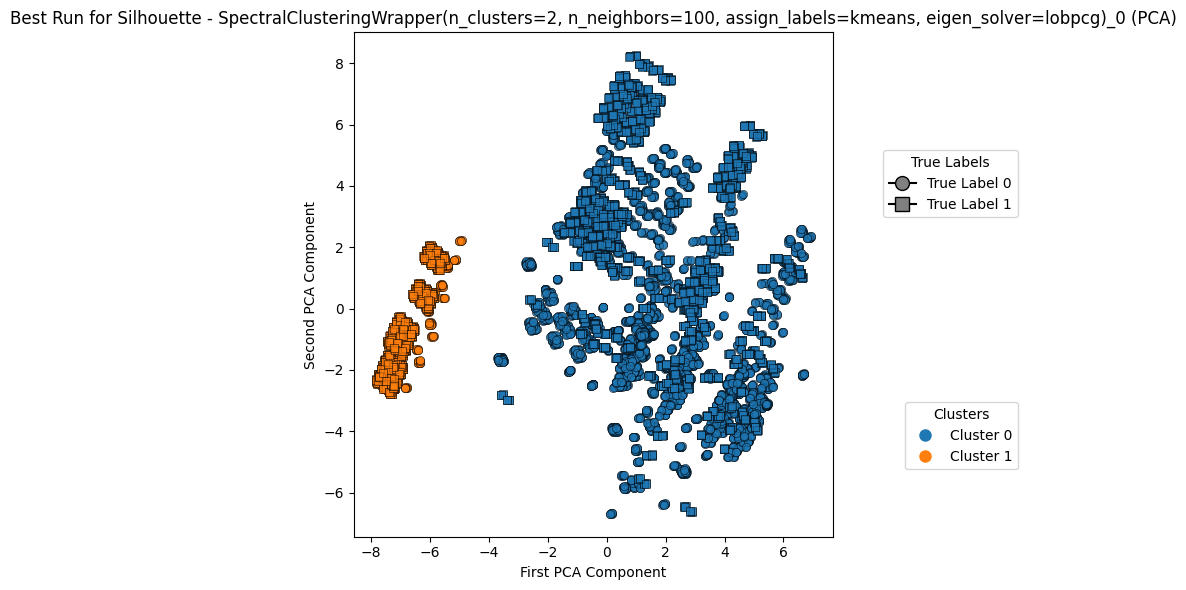 Best Run for Silhouette - SpectralClusteringWrapper(n_clusters=2, n_neighbors=100, assign_labels=kmeans, eigen_solver=lobpcg)_0 (PCA)
8
6
4
2
0
−2
−4
−6
Second PCA Component
−8
−6
−4
−2
0
2
4
6
First PCA Component
True Labels
True Label 0
True Label 1
Clusters
Cluster 0
Cluster 1